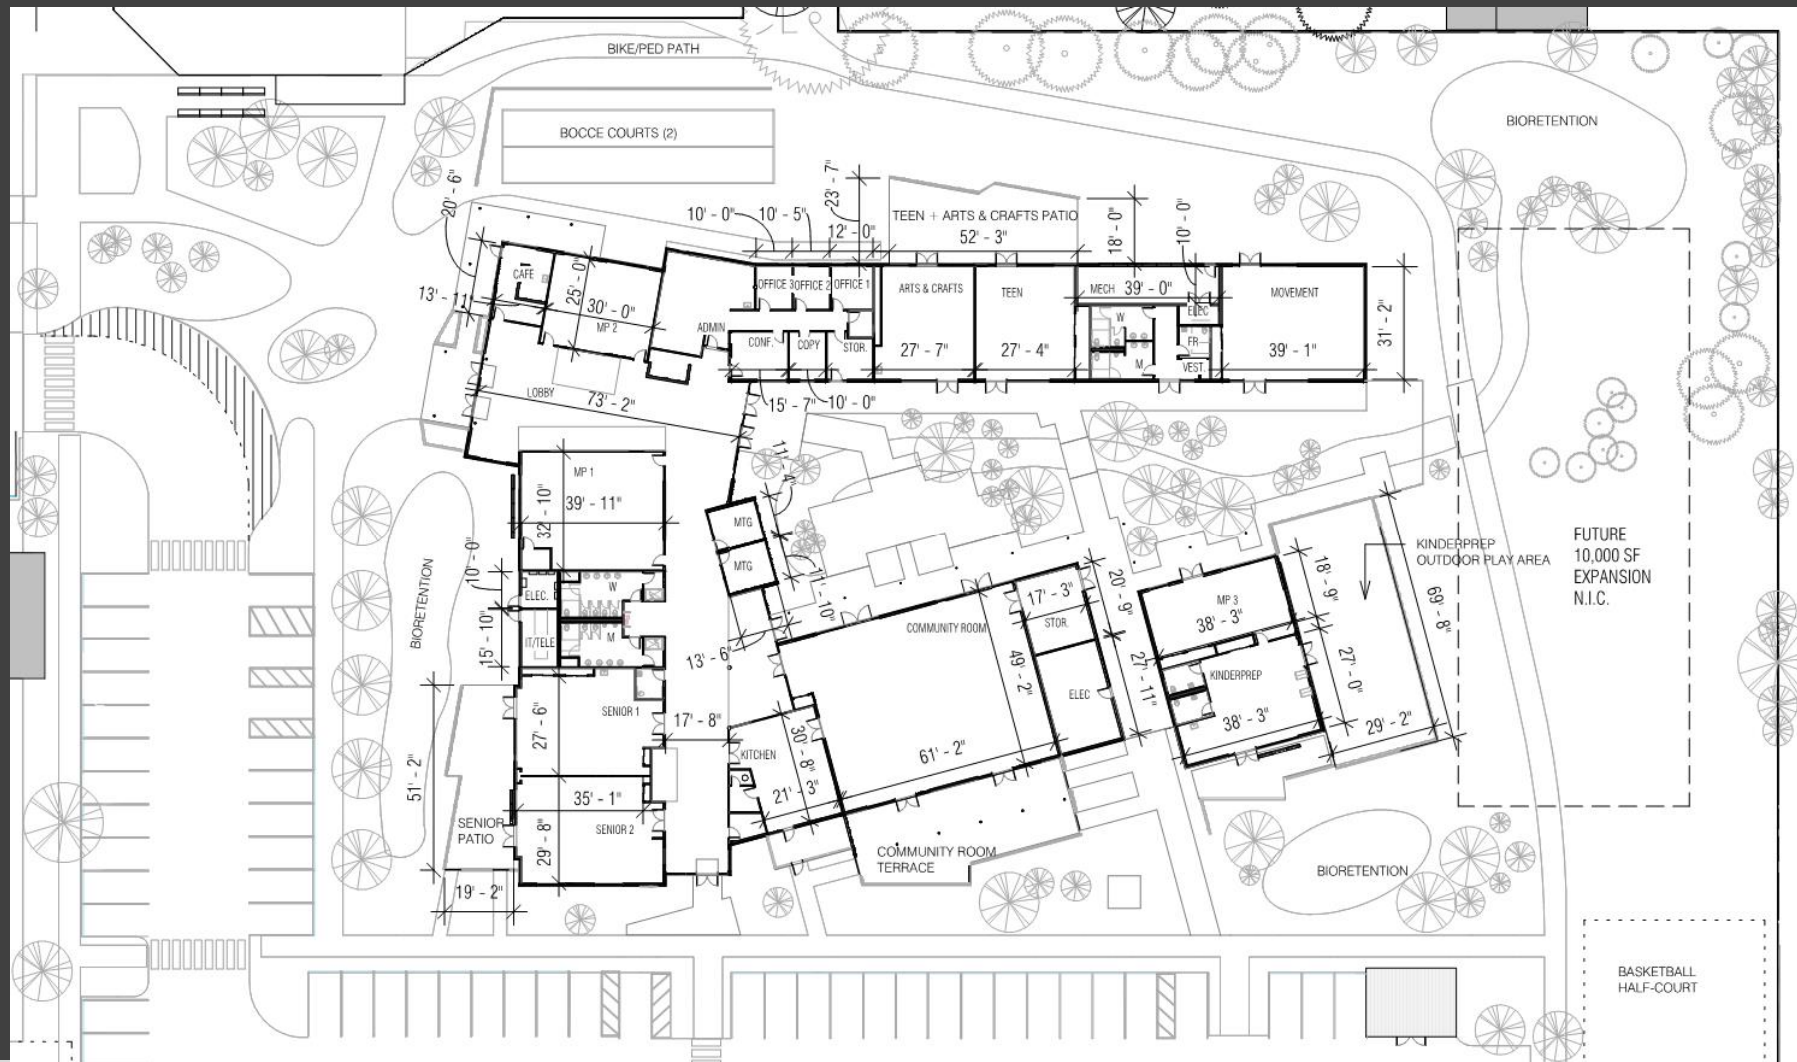 BIKE/PED PATH
BOCCE COURTS (2)
BIORETENTION
20' - 6"
23' - 7"
10' - 0"
10' - 5"
12' - 0"
TEEN + ARTS & CRAFTS PATIO
52' - 3"
18' - 0"
10' - 0"
CAFE
13' - 11"
25' - 0"
30' - 0"
MP 2
ADMIN
OFFICE 3
OFFICE 2
OFFICE 1
ARTS & CRAFTS
TEEN
MECH
39' - 0"
ELEC
MOVEMENT
31' - 2"
CONF.
COPY
STOR.
27' - 7"
27' - 4"
W
M
FR
VEST.
39' - 1"
LOBBY
73' - 2"
15' - 7"
10' - 0"
11' - 4"
MP 1
32' - 10"
39' - 11"
MTG
MTG
11' - 10"
10' - 0"
ELEC.
W
BIORETENTION
15' - 10"
IT/TELE
M
13' - 6"
COMMUNITY ROOM
17' - 3"
STOR.
20' - 9"
49' - 2"
ELEC
27' - 11"
61' - 2"
MP 3
38' - 3"
18' - 9"
KINDERPREP
27' - 0"
38' - 3"
KINDERPREP
OUTDOOR PLAY AREA
69' - 8"
29' - 2"
FUTURE
10,000 SF
EXPANSION
N.I.C.
SENIOR 1
27' - 6"
17' - 8"
KITCHEN
30' - 8"
21' - 3"
51' - 2"
35' - 1"
SENIOR 2
29' - 8"
SENIOR
PATIO
19' - 2"
COMMUNITY ROOM
TERRACE
BIORETENTION
BASKETBALL
HALF-COURT